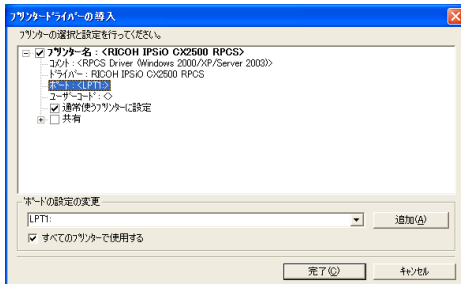 プリンタードライバーの導入
プリンターの選択と設定を行ってください。
プリンター名 : <RICOH IPSiO CX2500 RPCS>
コメント : <RPCS Driver (Windows 2000/XP/Server 2003)>
ドライバー : RICOH IPSiO CX2500 RPCS
ポート : <LPT1:>
ユーザーコード : <>
通常使うプリンターに設定
共有
ポートの設定の変更
LPT1:
追加(A)
すべてのプリンターで使用する
完了(C)
キャンセル